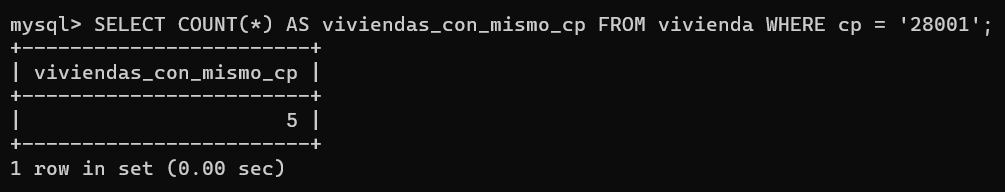 mysql> SELECT COUNT(*) AS viviendas_con_mismo_cp FROM vivienda WHERE cp = '28001';
+------------------------+
| viviendas_con_mismo_cp |
+------------------------+
|                      5 |
+------------------------+
1 row in set (0.00 sec)